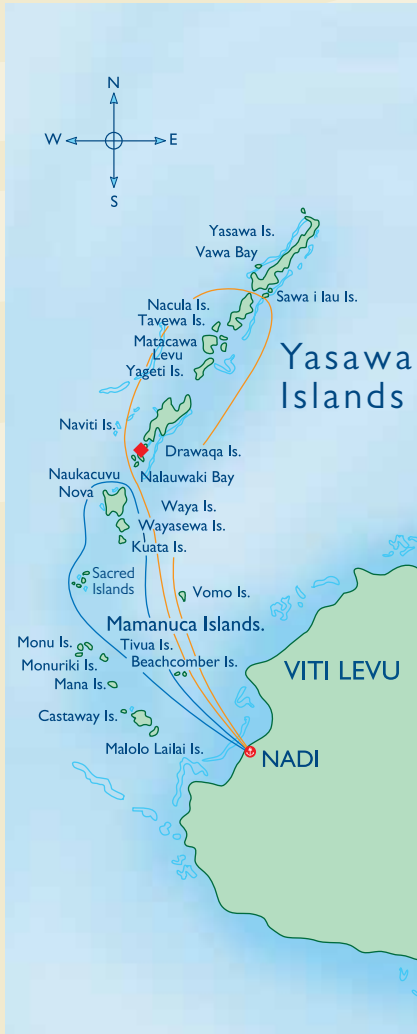 N
W E
S
Yasawa Is.
Vawa Bay
Sawa i lau Is.
Nacula Is.
Tavewa Is.
Matacawa
Levu
Yageti Is.
Yasawa
Islands
Naviti Is.
Drawaqa Is.
Nalauwaki Bay
Naukacuvu
Nova
Waya Is.
Wayasewa Is.
Kuata Is.
Sacred
Islands
Vomo Is.
Mamanuca Islands.
Tivua Is.
Monu Is.
Monuriki Is.
Beachcomber Is.
VITI LEVU
Mana Is.
Castaway Is.
Malolo Lailai Is.
NADI